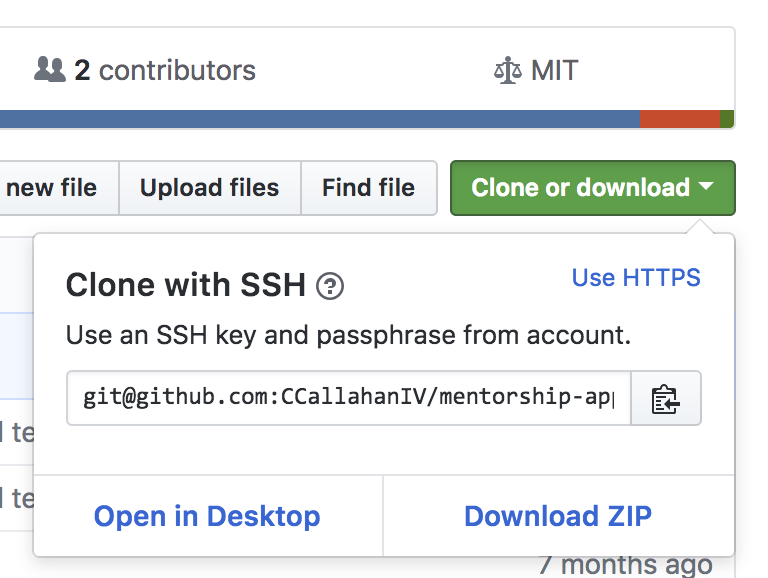 2 contributors
MIT
new file
Upload files
Find file
Clone or download
Clone with SSH
Use HTTPS
Use an SSH key and passphrase from account.
git@github.com:CCallahanIV/mentorship-app
te
te
Open in Desktop
Download ZIP
7 months ago